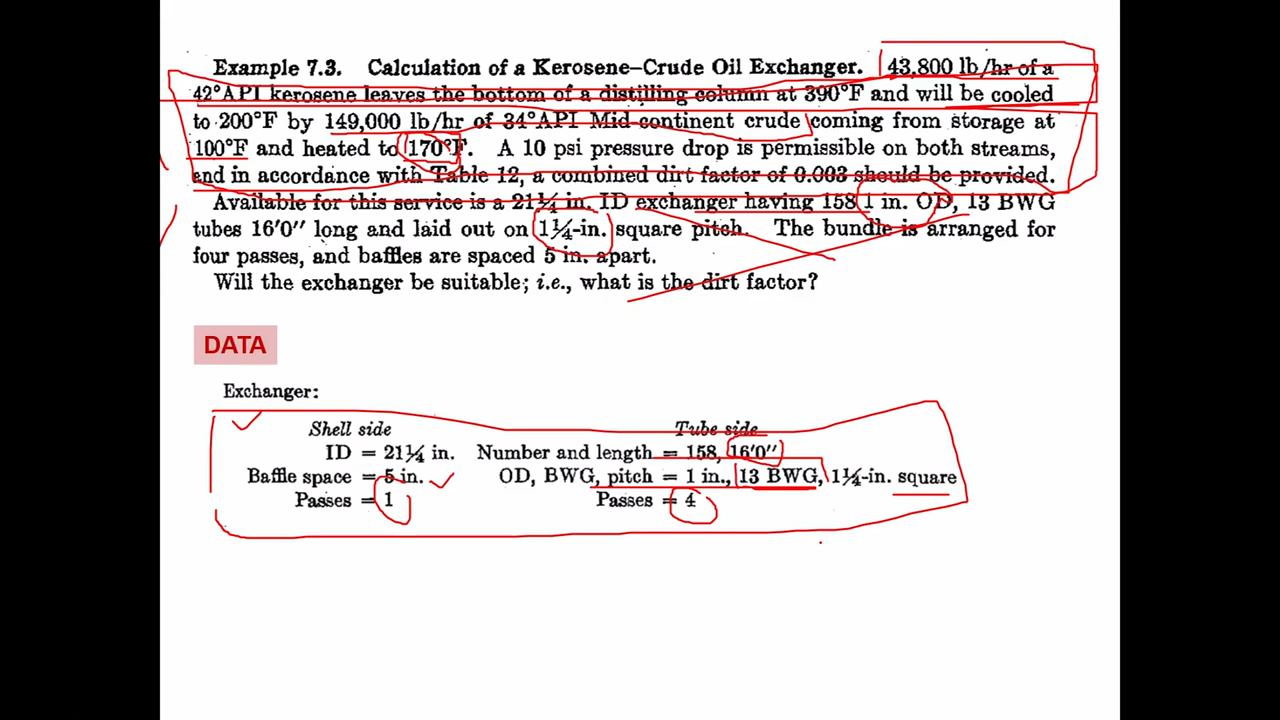 Example 7.3. Calculation of a Kerosene–Crude Oil Exchanger. 43,800 lb/hr of a
42°API kerosene leaves the bottom of a distilling column at 390°F and will be cooled
to 200°F by 149,000 lb/hr of 34°API Mid-continent crude coming from storage at
100°F and heated to 170°F. A 10 psi pressure drop is permissible on both streams,
and in accordance with Table 12, a combined dirt factor of 0.003 should be provided.
Available for this service is a 21¼ in. ID exchanger having 158 1 in. OD, 13 BWG
tubes 16'0'' long and laid out on 1¼-in. square pitch. The bundle is arranged for
four passes, and baffles are spaced 5 in. apart.
Will the exchanger be suitable; i.e., what is the dirt factor?
DATA
Exchanger:
Shell side Tube side
ID = 21¼ in. Number and length = 158, 16'0''
Baffle space = 5 in. OD, BWG, pitch = 1 in., 13 BWG, 1¼-in. square
Passes = 1 Passes = 4